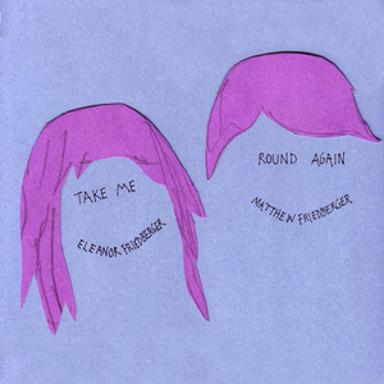 TAKE ME
ELEANOR FRIEDBERGER
ROUND AGAIN
MATTHEW FRIEDBERGER